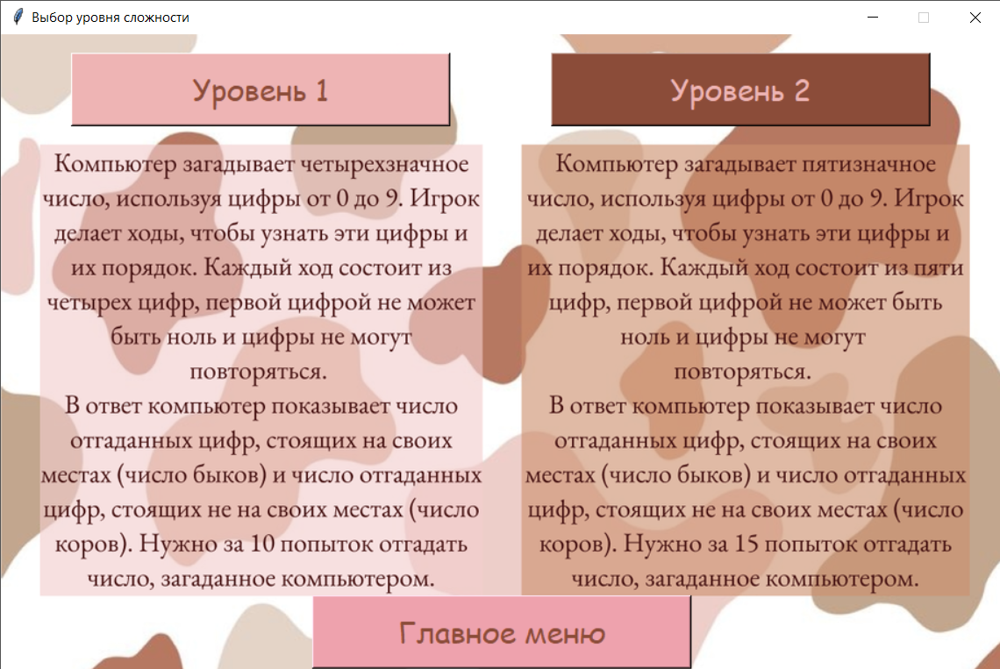 Выбор уровня сложности
Уровень 1
Компьютер загадывает четырехзначное
число, используя цифры от 0 до 9. Игрок
делает ходы, чтобы узнать эти цифры и
их порядок. Каждый ход состоит из
четырех цифр, первой цифрой не может
быть ноль и цифры не могут
повторяться.
В ответ компьютер показывает число
отгаданных цифр, стоящих на своих
местах (число быков) и число отгаданных
цифр, стоящих не на своих местах (число
коров). Нужно за 10 попыток отгадать
число, загаданное компьютером.
Уровень 2
Компьютер загадывает пятизначное
число, используя цифры от 0 до 9. Игрок
делает ходы, чтобы узнать эти цифры и
их порядок. Каждый ход состоит из пяти
цифр, первой цифрой не может быть
ноль и цифры не могут
повторяться.
В ответ компьютер показывает число
отгаданных цифр, стоящих на своих
местах (число быков) и число отгаданных
цифр, стоящих не на своих местах (число
коров). Нужно за 15 попыток отгадать
число, загаданное компьютером.
Главное меню